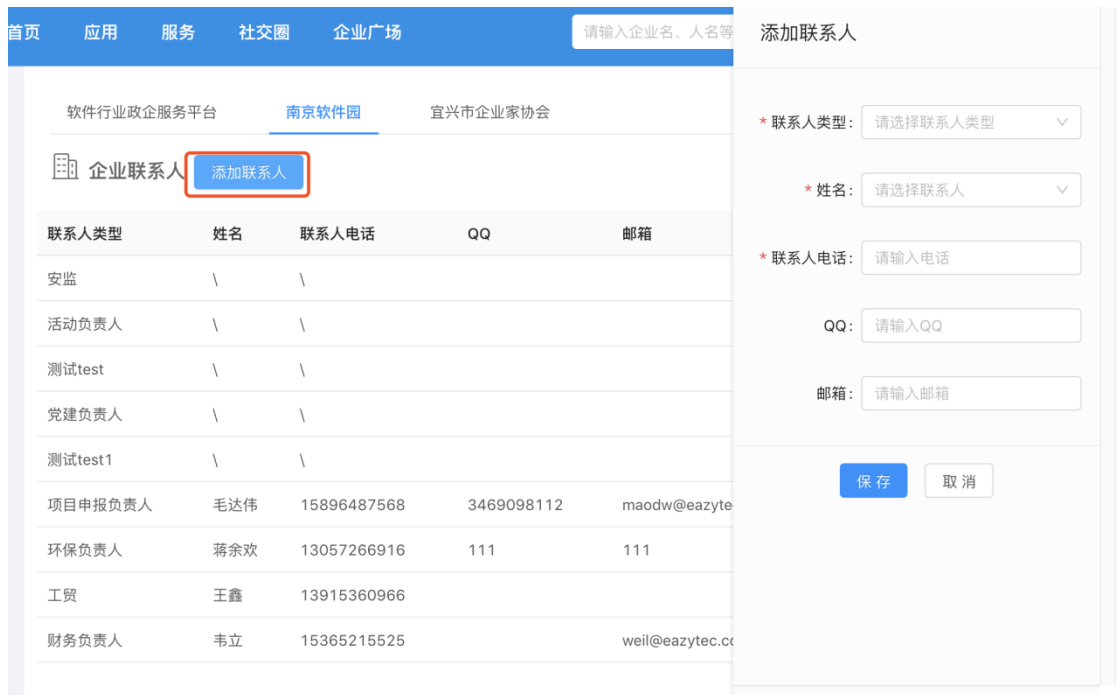 首页 应用 服务 社交圈 企业广场 请输入企业名、人名等
软件行业政企服务平台 南京软件园 宜兴市企业家协会
企业联系人 添加联系人
联系人类型 姓名 联系人电话 QQ 邮箱
安监 \ \
活动负责人 \ \
测试test \ \
党建负责人 \ \
测试test1 \ \
项目申报负责人 毛达伟 15896487568 3469098112 maodw@eazyte
环保负责人 蒋余欢 13057266916 111 111
工贸 王鑫 13915360966
财务负责人 韦立 15365215525 weil@eazytec.co
添加联系人
* 联系人类型: 请选择联系人类型
* 姓名: 请选择联系人
* 联系人电话: 请输入电话
QQ: 请输入QQ
邮箱: 请输入邮箱
保存 取消